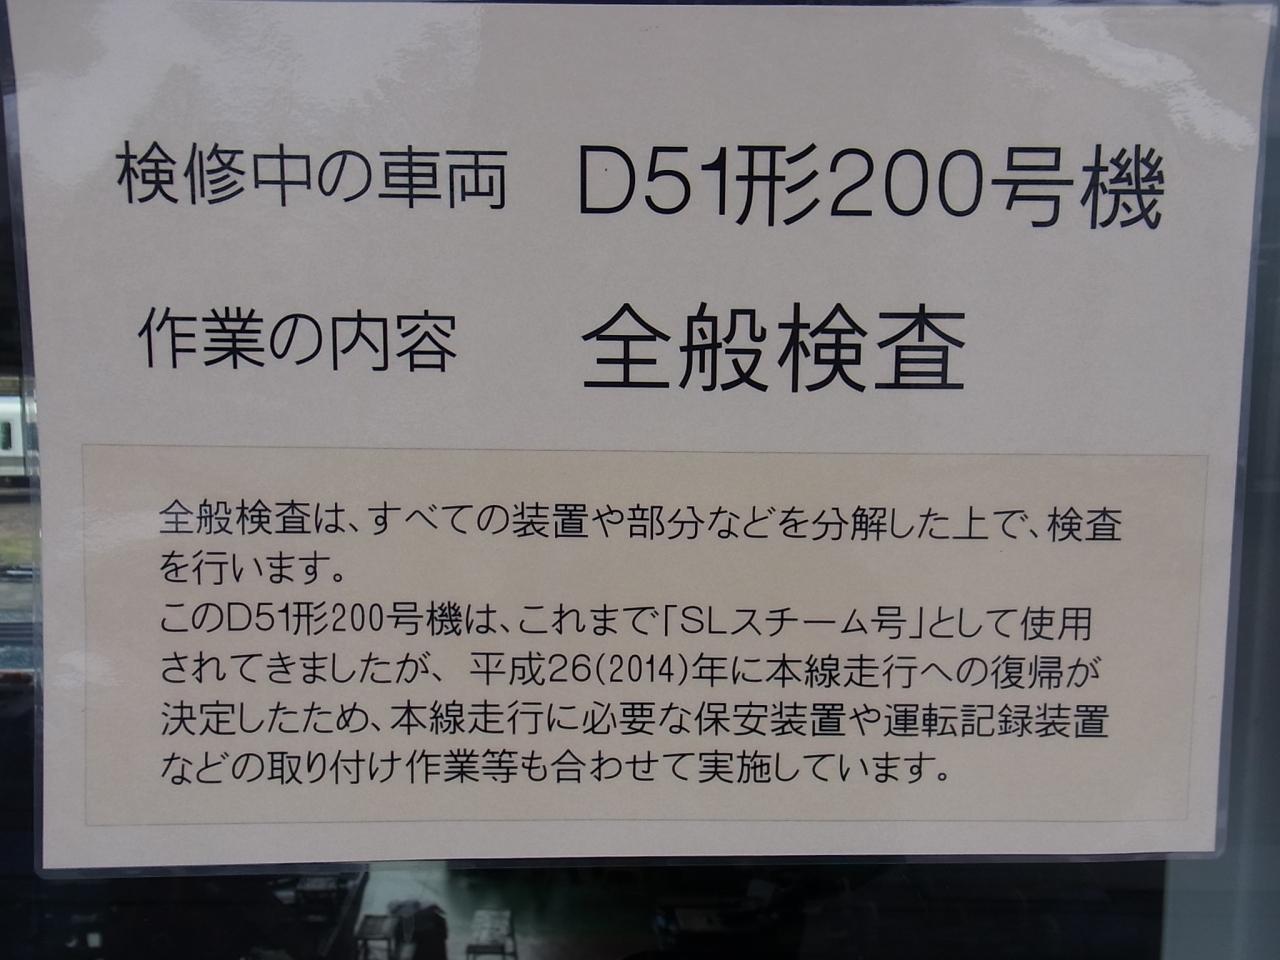 検修中の車両　D51形200号機
作業の内容　全般検査
全般検査は、すべての装置や部分などを分解した上で、検査
を行います。
このD51形200号機は、これまで「SLスチーム号」として使用
されてきましたが、平成26(2014)年に本線走行への復帰が
決定したため、本線走行に必要な保安装置や運転記録装置
などの取り付け作業等も合わせて実施しています。